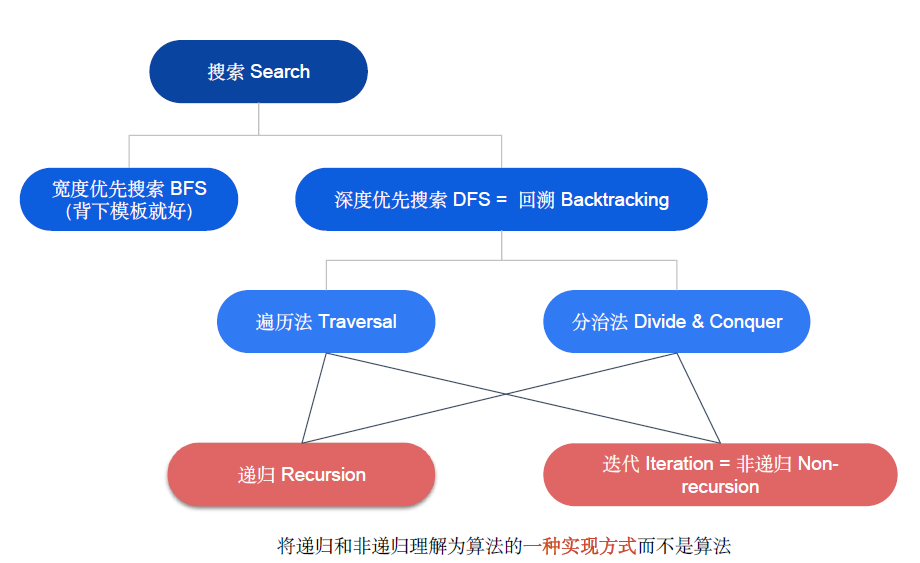 搜索 Search
宽度优先搜索 BFS
(背下模板就好)
深度优先搜索 DFS = 回溯 Backtracking
遍历法 Traversal
分治法 Divide & Conquer
递归 Recursion
迭代 Iteration = 非递归 Non-
recursion
将递归和非递归理解为算法的一种实现方式而不是算法